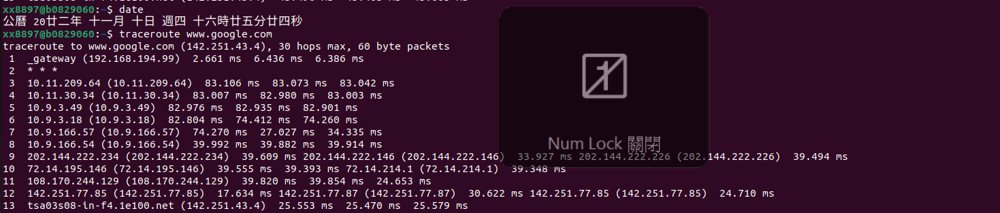 xx8897@b0829060:~$ date
公曆 20廿二年 十一月 十日 週四 十六時廿五分廿四秒
xx8897@b0829060:~$ traceroute www.google.com
traceroute to www.google.com (142.251.43.4), 30 hops max, 60 byte packets
1 _gateway (192.168.194.99) 2.661 ms 6.436 ms 6.386 ms
2 * * *
3 10.11.209.64 (10.11.209.64) 83.106 ms 83.073 ms 83.042 ms
4 10.11.30.34 (10.11.30.34) 83.007 ms 82.980 ms 83.003 ms
5 10.9.3.49 (10.9.3.49) 82.976 ms 82.935 ms 82.901 ms
6 10.9.3.18 (10.9.3.18) 82.804 ms 74.412 ms 74.260 ms
7 10.9.166.57 (10.9.166.57) 74.270 ms 27.027 ms 34.335 ms
8 10.9.166.54 (10.9.166.54) 39.992 ms 39.882 ms 39.914 ms
9 202.144.222.234 (202.144.222.234) 39.609 ms 202.144.222.146 (202.144.222.146) 33.927 ms 202.144.222.226 (202.144.222.226) 39.494 ms
10 72.14.195.146 (72.14.195.146) 39.555 ms 39.393 ms 72.14.214.1 (72.14.214.1) 39.348 ms
11 108.170.244.129 (108.170.244.129) 39.820 ms 39.854 ms 24.653 ms
12 142.251.77.85 (142.251.77.85) 17.634 ms 142.251.77.87 (142.251.77.87) 30.622 ms 142.251.77.85 (142.251.77.85) 24.710 ms
13 tsa03s08-in-f4.1e100.net (142.251.43.4) 25.553 ms 25.470 ms 25.579 ms
1
Num Lock 關閉